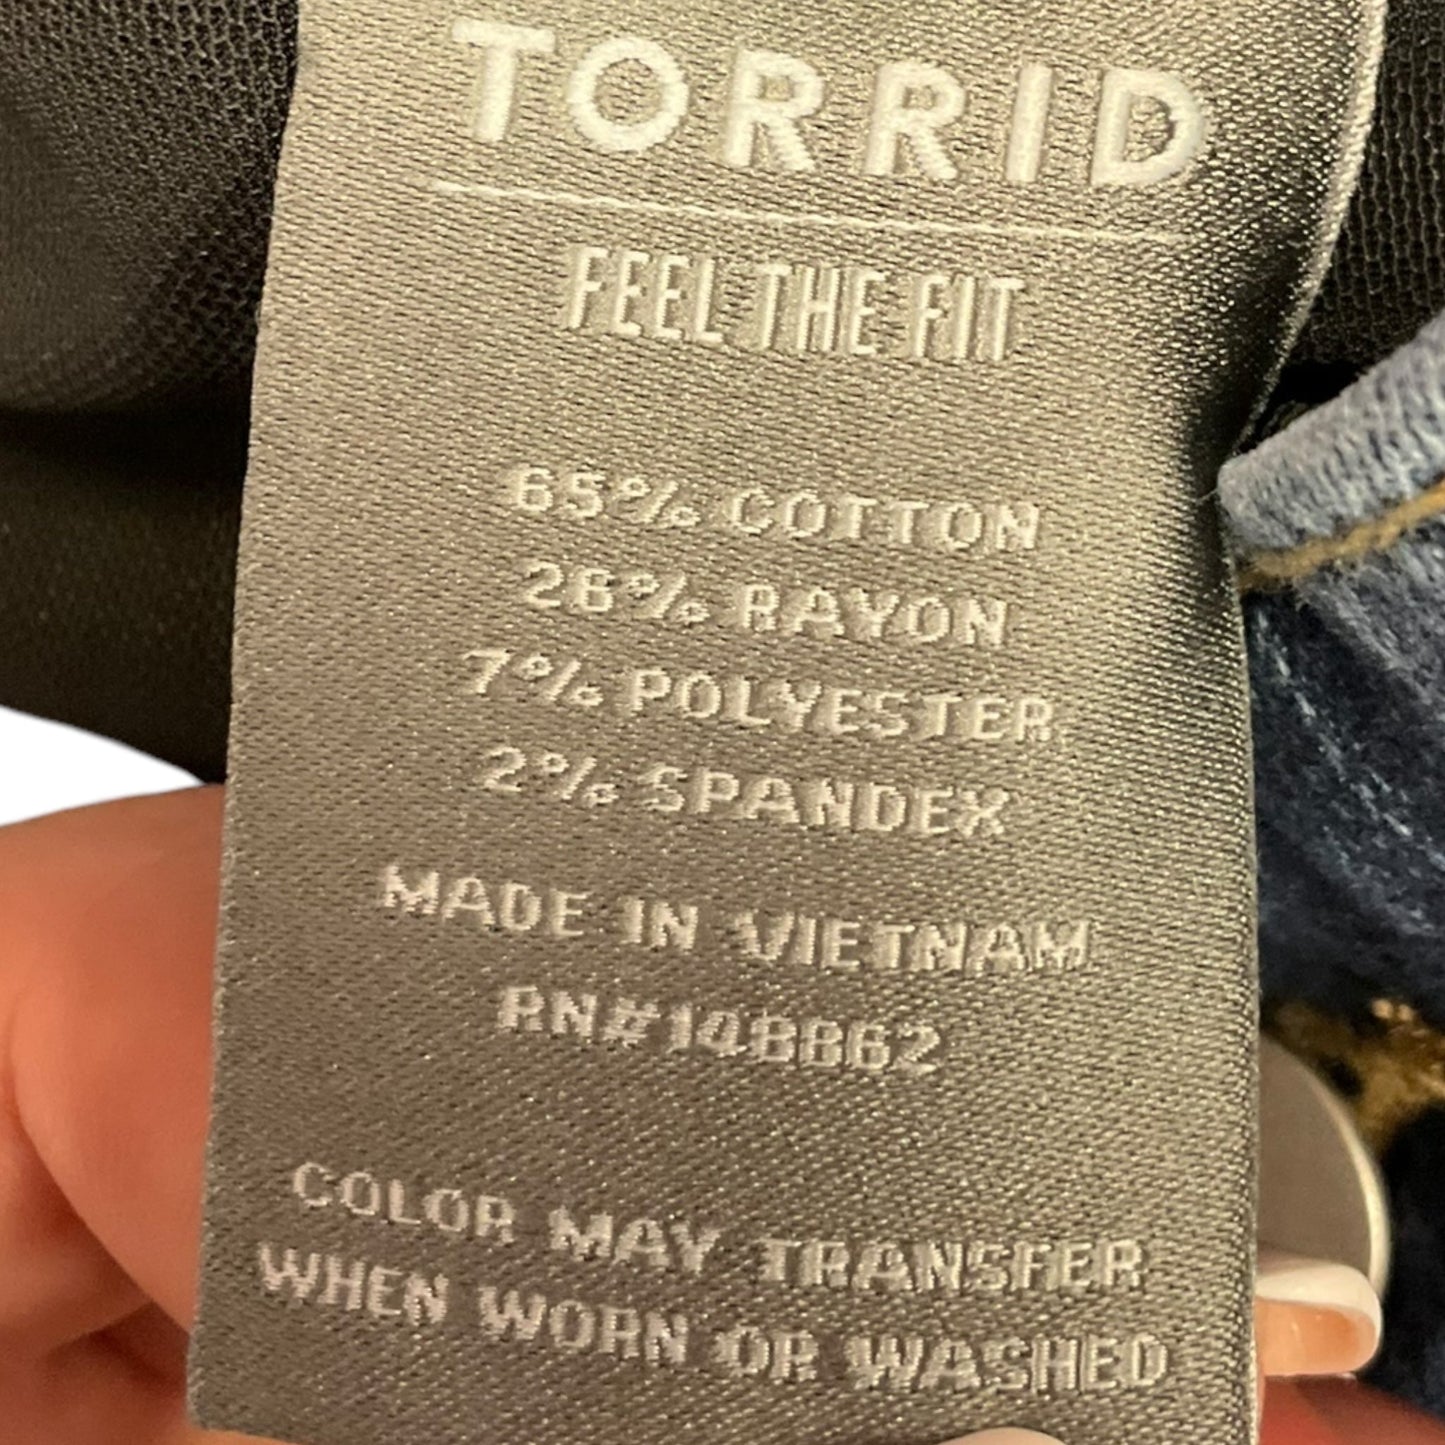 TORRID
FEEL THE FIT
65% COTTON
26% RAYON
7% POLYESTER
2% SPANDEX
MADE IN VIETNAM
RN#148862
COLOR MAY TRANSFER
WHEN WORN OR WASHED